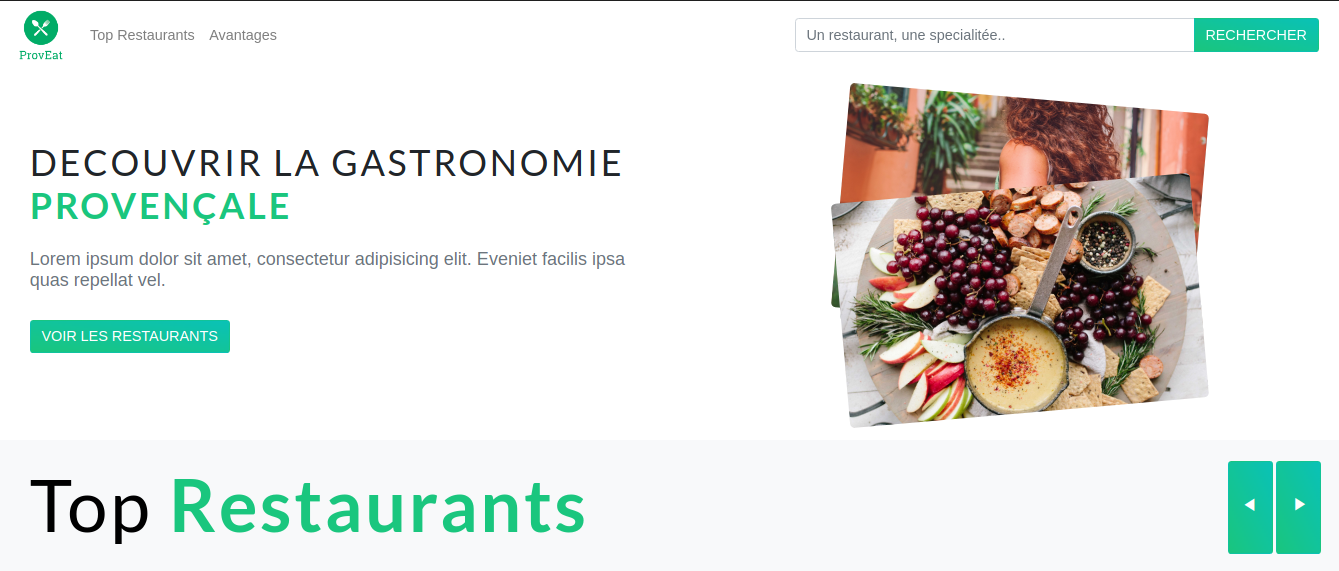 ProvEat
Top Restaurants
Avantages
Un restaurant, une specialitée..
RECHERCHER
DECOUVRIR LA GASTRONOMIE
PROVENÇALE
Lorem ipsum dolor sit amet, consectetur adipisicing elit. Eveniet facilis ipsa
quas repellat vel.
VOIR LES RESTAURANTS
Top Restaurants